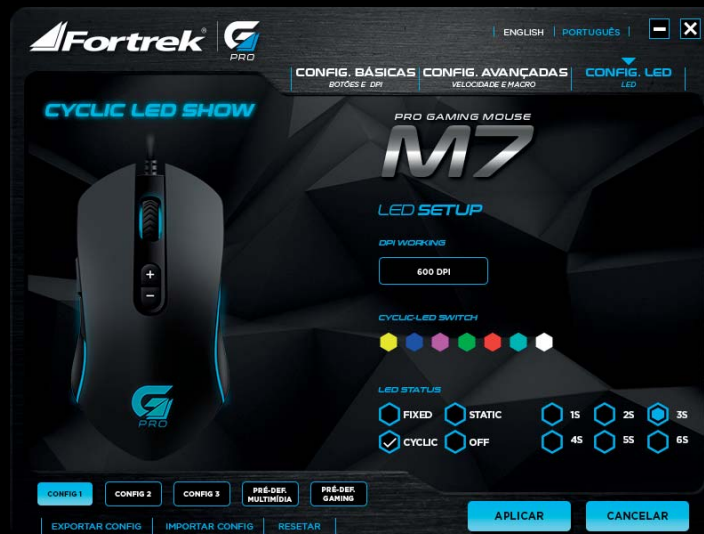 Fortrek G PRO
ENGLISH | PORTUGUÊS
CONFIG. BÁSICAS
BOTÕES E DPI
CONFIG. AVANÇADAS
VELOCIDADE E MACRO
CONFIG. LED
LED
CYCLIC LED SHOW
PRO GAMING MOUSE
M7
LED SETUP
DPI WORKING
600 DPI
CYCLIC-LED SWITCH
LED STATUS
FIXED STATIC 1S 2S 3S
CYCLIC OFF 4S 5S 6S
+
−
G PRO
CONFIG 1
CONFIG 2
CONFIG 3
PRÉ-DEF.
MULTIMÍDIA
PRÉ-DEF.
GAMING
EXPORTAR CONFIG | IMPORTAR CONFIG | RESETAR
APLICAR
CANCELAR